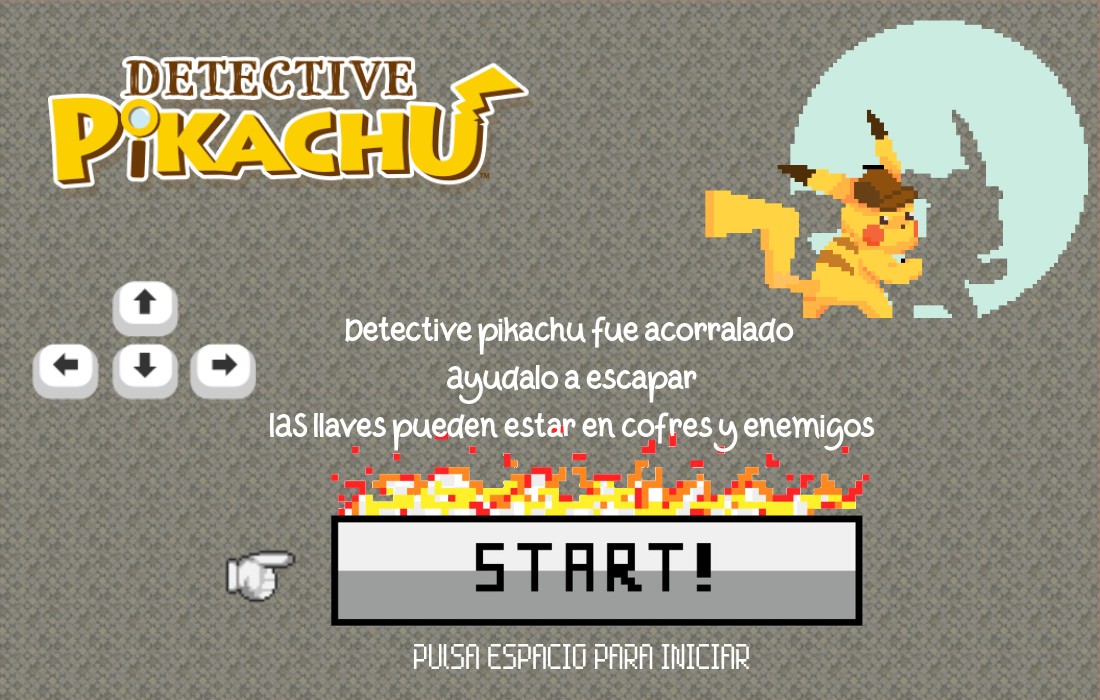 DETECTIVE
PiKACHU™
Detective pikachu fue acorralado
ayudalo a escapar
las llaves pueden estar en cofres y enemigos
START!
PULSA ESPACIO PARA INICIAR